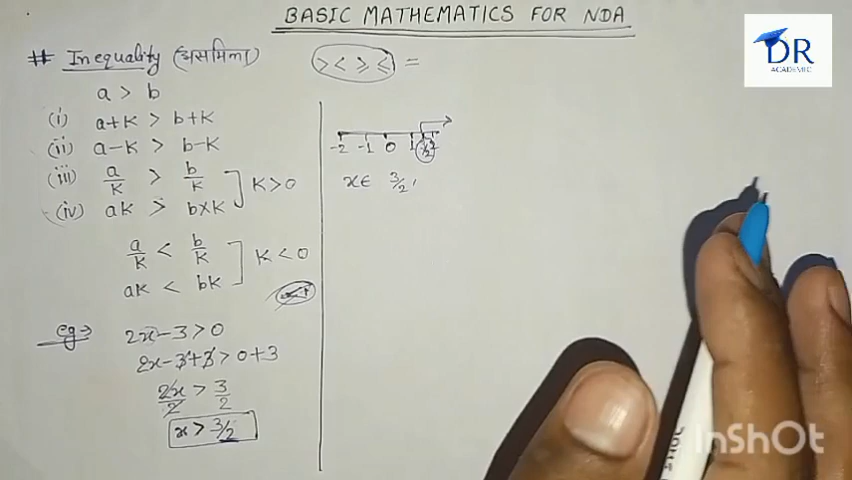 BASIC MATHEMATICS FOR NDA
DR
ACADEMIC
# Inequality (असमिता) > < ≥ ≤ =
a > b
(i) a+K > b+K
(ii) a-K > b-K
(iii) a/K > b/K
(iv) ak > b×K
K>0
a/K < b/K
ak < bK
K<0
eg→ 2x-3>0
2x-3+3 > 0+3
2x/2 > 3/2
x > 3/2
-2 -1 0 1 2
x∈ 3/2,
InShOt